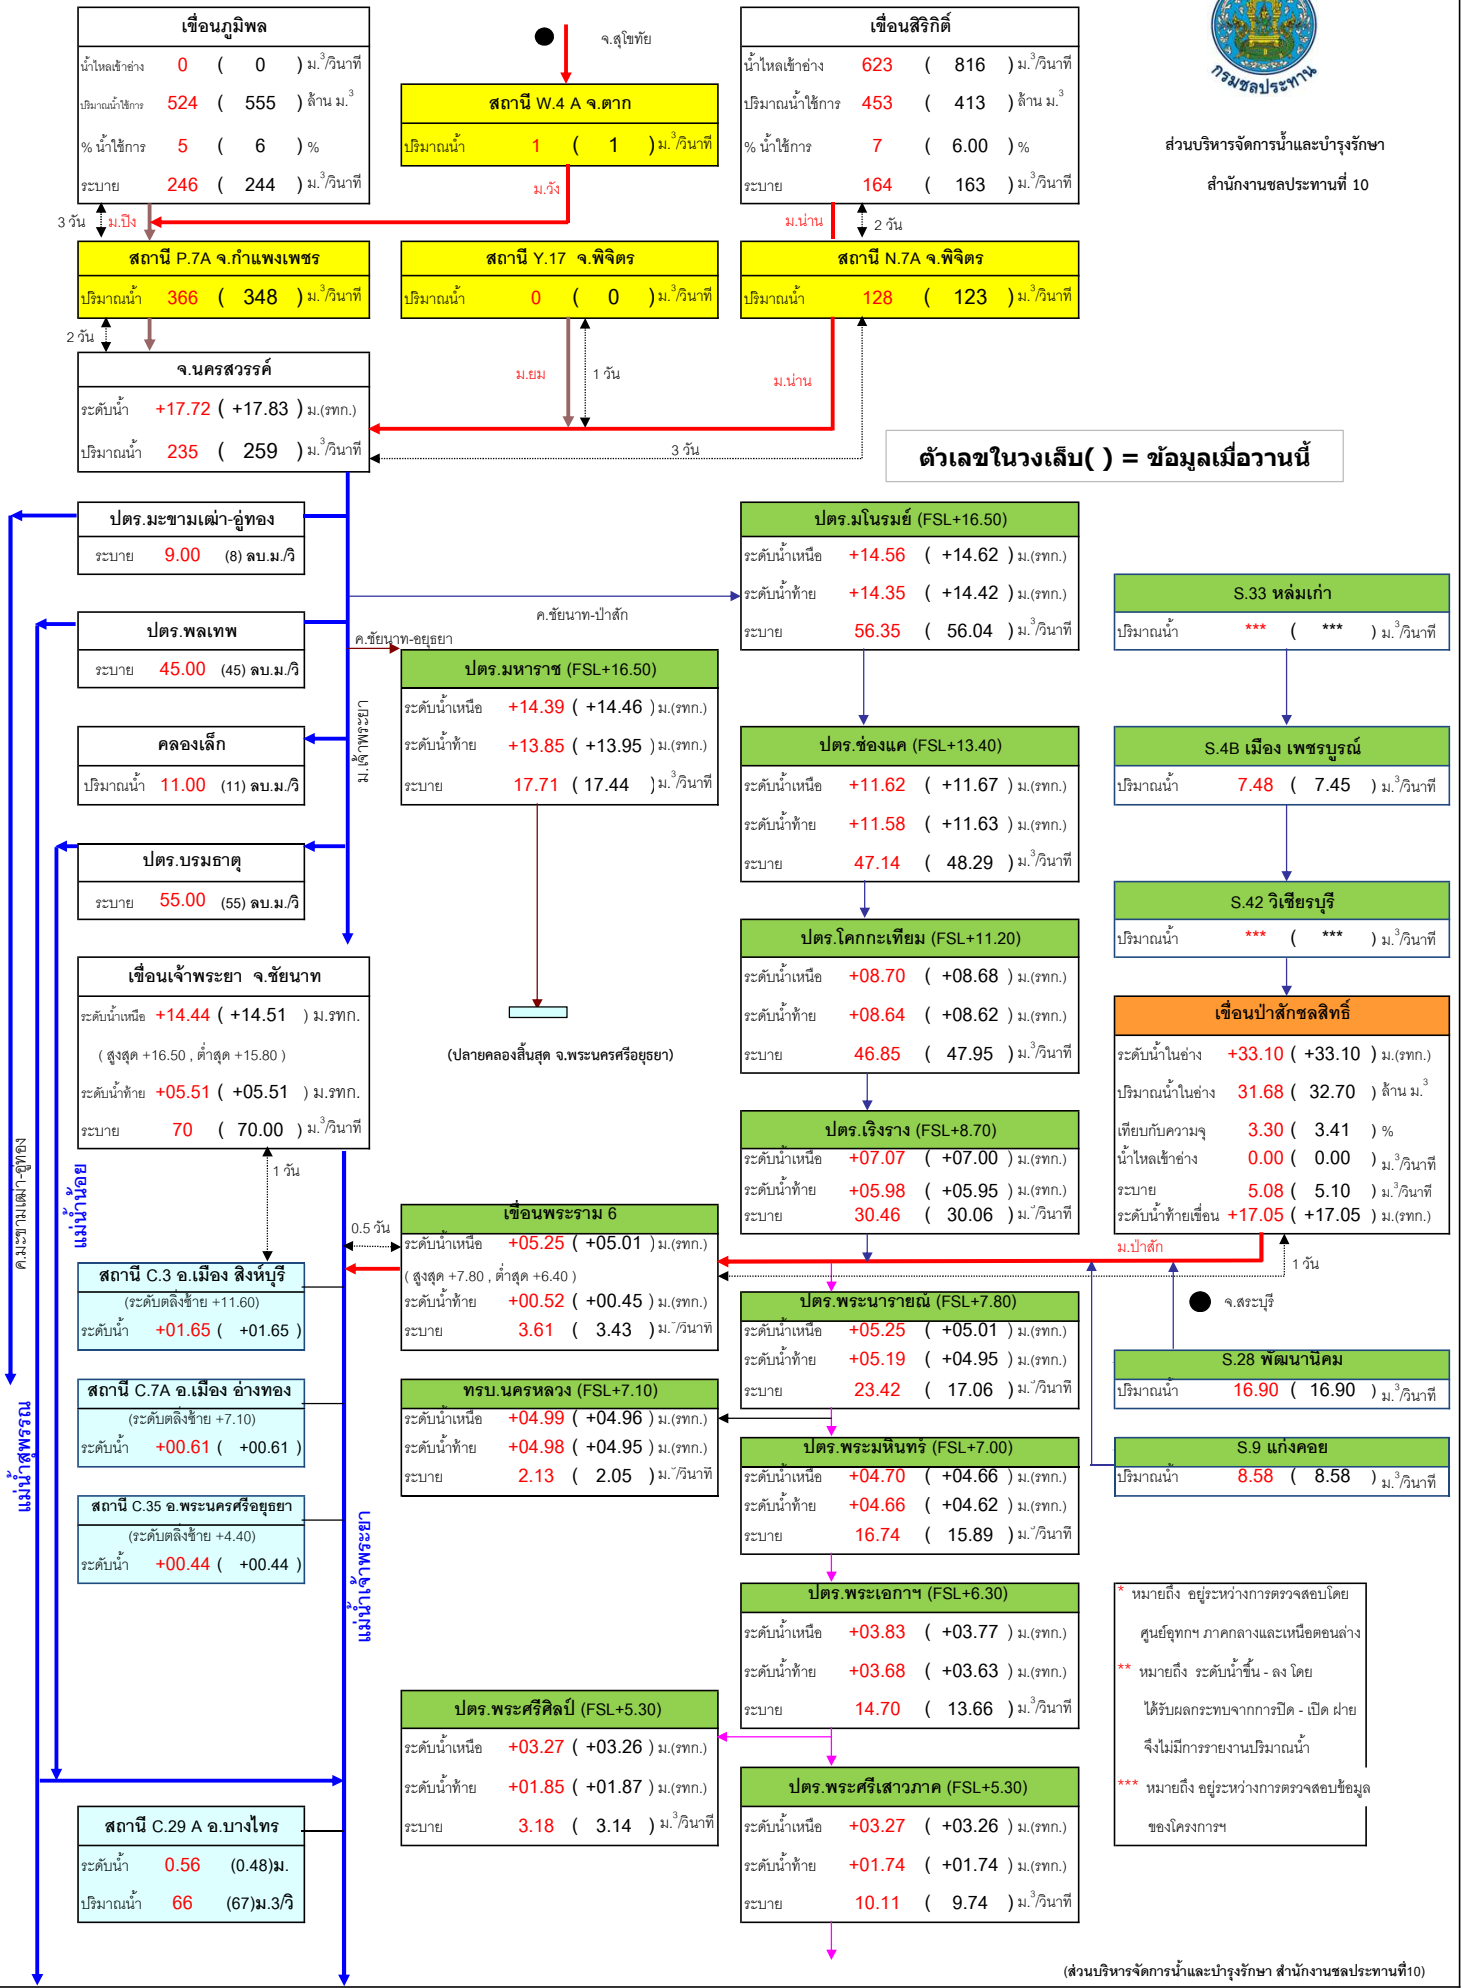 เขื่อนภูมิพล
น้ำไหลเข้าอ่าง 0 ( 0 ) ม.3/วินาที
ปริมาณน้ำใช้การ 524 ( 555 ) ล้าน ม.3
% น้ำใช้การ 5 ( 6 ) %
ระบาย 246 ( 244 ) ม.3/วินาที
จ.สุโขทัย
สถานี W.4 A จ.ตาก
ปริมาณน้ำ 1 ( 1 ) ม.3/วินาที
ม.วัง
เขื่อนสิริกิติ์
น้ำไหลเข้าอ่าง 623 ( 816 ) ม.3/วินาที
ปริมาณน้ำใช้การ 453 ( 413 ) ล้าน ม.3
% น้ำใช้การ 7 ( 6.00 ) %
ระบาย 164 ( 163 ) ม.3/วินาที
กรมชลประทาน
ส่วนบริหารจัดการน้ำและบำรุงรักษา
สำนักงานชลประทานที่ 10
3 วัน ม.ปิง
ม.น่าน 2 วัน
สถานี P.7A จ.กำแพงเพชร
ปริมาณน้ำ 366 ( 348 ) ม.3/วินาที
สถานี Y.17 จ.พิจิตร
ปริมาณน้ำ 0 ( 0 ) ม.3/วินาที
สถานี N.7A จ.พิจิตร
ปริมาณน้ำ 128 ( 123 ) ม.3/วินาที
2 วัน
จ.นครสวรรค์
ระดับน้ำ +17.72 ( +17.83 ) ม.(รทก.)
ปริมาณน้ำ 235 ( 259 ) ม.3/วินาที
ม.ยม 1 วัน
ม.น่าน
3 วัน
ตัวเลขในวงเล็บ( ) = ข้อมูลเมื่อวานนี้
ปตร.มะขามเฒ่า-อู่ทอง
ระบาย 9.00 (8) ลบ.ม./วิ
ปตร.พลเทพ
ระบาย 45.00 (45) ลบ.ม./วิ
คลองเล็ก
ปริมาณน้ำ 11.00 (11) ลบ.ม./วิ
ปตร.บรมธาตุ
ระบาย 55.00 (55) ลบ.ม./วิ
ม.เจ้าพระยา
ค.ชัยนาท-ป่าสัก
ค.ชัยนาท-อยุธยา
ปตร.มหาราช (FSL+16.50)
ระดับน้ำเหนือ +14.39 ( +14.46 ) ม.(รทก.)
ระดับน้ำท้าย +13.85 ( +13.95 ) ม.(รทก.)
ระบาย 17.71 ( 17.44 ) ม.3/วินาที
(ปลายคลองสิ้นสุด จ.พระนครศรีอยุธยา)
ปตร.มโนรมย์ (FSL+16.50)
ระดับน้ำเหนือ +14.56 ( +14.62 ) ม.(รทก.)
ระดับน้ำท้าย +14.35 ( +14.42 ) ม.(รทก.)
ระบาย 56.35 ( 56.04 ) ม.3/วินาที
ปตร.ช่องแค (FSL+13.40)
ระดับน้ำเหนือ +11.62 ( +11.67 ) ม.(รทก.)
ระดับน้ำท้าย +11.58 ( +11.63 ) ม.(รทก.)
ระบาย 47.14 ( 48.29 ) ม.3/วินาที
ปตร.โคกกะเทียม (FSL+11.20)
ระดับน้ำเหนือ +08.70 ( +08.68 ) ม.(รทก.)
ระดับน้ำท้าย +08.64 ( +08.62 ) ม.(รทก.)
ระบาย 46.85 ( 47.95 ) ม.3/วินาที
ปตร.เริงราง (FSL+8.70)
ระดับน้ำเหนือ +07.07 ( +07.00 ) ม.(รทก.)
ระดับน้ำท้าย +05.98 ( +05.95 ) ม.(รทก.)
ระบาย 30.46 ( 30.06 ) ม.3/วินาที
S.33 หล่มเก่า
ปริมาณน้ำ *** ( *** ) ม.3/วินาที
S.4B เมือง เพชรบูรณ์
ปริมาณน้ำ 7.48 ( 7.45 ) ม.3/วินาที
S.42 วิเชียรบุรี
ปริมาณน้ำ *** ( *** ) ม.3/วินาที
เขื่อนป่าสักชลสิทธิ์
ระดับน้ำในอ่าง +33.10 ( +33.10 ) ม.(รทก.)
ปริมาณน้ำในอ่าง 31.68 ( 32.70 ) ล้าน ม.3
เทียบกับความจุ 3.30 ( 3.41 ) %
น้ำไหลเข้าอ่าง 0.00 ( 0.00 ) ม.3/วินาที
ระบาย 5.08 ( 5.10 ) ม.3/วินาที
ระดับน้ำท้ายเขื่อน +17.05 ( +17.05 ) ม.(รทก.)
ม.ป่าสัก
1 วัน
จ.สระบุรี
เขื่อนเจ้าพระยา จ.ชัยนาท
ระดับน้ำเหนือ +14.44 ( +14.51 ) ม.รทก.
( สูงสุด +16.50 , ต่ำสุด +15.80 )
ระดับน้ำท้าย +05.51 ( +05.51 ) ม.รทก.
ระบาย 70 ( 70.00 ) ม.3/วินาที
1 วัน
ค.มะขามเฒ่า-อู่ทอง
แม่น้ำน้อย
แม่น้ำสุพรรณ
แม่น้ำเจ้าพระยา
0.5 วัน
เขื่อนพระราม 6
ระดับน้ำเหนือ +05.25 ( +05.01 ) ม.(รทก.)
( สูงสุด +7.80 , ต่ำสุด +6.40 )
ระดับน้ำท้าย +00.52 ( +00.45 ) ม.(รทก.)
ระบาย 3.61 ( 3.43 ) ม.3/วินาที
สถานี C.3 อ.เมือง สิงห์บุรี
(ระดับตลิ่งซ้าย +11.60)
ระดับน้ำ +01.65 ( +01.65 )
สถานี C.7A อ.เมือง อ่างทอง
(ระดับตลิ่งซ้าย +7.10)
ระดับน้ำ +00.61 ( +00.61 )
สถานี C.35 อ.พระนครศรีอยุธยา
(ระดับตลิ่งซ้าย +4.40)
ระดับน้ำ +00.44 ( +00.44 )
ทรบ.นครหลวง (FSL+7.10)
ระดับน้ำเหนือ +04.99 ( +04.96 ) ม.(รทก.)
ระดับน้ำท้าย +04.98 ( +04.95 ) ม.(รทก.)
ระบาย 2.13 ( 2.05 ) ม.3/วินาที
ปตร.พระนารายณ์ (FSL+7.80)
ระดับน้ำเหนือ +05.25 ( +05.01 ) ม.(รทก.)
ระดับน้ำท้าย +05.19 ( +04.95 ) ม.(รทก.)
ระบาย 23.42 ( 17.06 ) ม.3/วินาที
ปตร.พระมหินทร์ (FSL+7.00)
ระดับน้ำเหนือ +04.70 ( +04.66 ) ม.(รทก.)
ระดับน้ำท้าย +04.66 ( +04.62 ) ม.(รทก.)
ระบาย 16.74 ( 15.89 ) ม.3/วินาที
S.28 พัฒนานิคม
ปริมาณน้ำ 16.90 ( 16.90 ) ม.3/วินาที
S.9 แก่งคอย
ปริมาณน้ำ 8.58 ( 8.58 ) ม.3/วินาที
ปตร.พระเอกาฯ (FSL+6.30)
ระดับน้ำเหนือ +03.83 ( +03.77 ) ม.(รทก.)
ระดับน้ำท้าย +03.68 ( +03.63 ) ม.(รทก.)
ระบาย 14.70 ( 13.66 ) ม.3/วินาที
ปตร.พระศรีศิลป์ (FSL+5.30)
ระดับน้ำเหนือ +03.27 ( +03.26 ) ม.(รทก.)
ระดับน้ำท้าย +01.85 ( +01.87 ) ม.(รทก.)
ระบาย 3.18 ( 3.14 ) ม.3/วินาที
ปตร.พระศรีเสาวภาค (FSL+5.30)
ระดับน้ำเหนือ +03.27 ( +03.26 ) ม.(รทก.)
ระดับน้ำท้าย +01.74 ( +01.74 ) ม.(รทก.)
ระบาย 10.11 ( 9.74 ) ม.3/วินาที
* หมายถึง อยู่ระหว่างการตรวจสอบโดย
ศูนย์อุทกฯ ภาคกลางและเหนือตอนล่าง
** หมายถึง ระดับน้ำขึ้น - ลง โดย
ได้รับผลกระทบจากการปิด - เปิด ฝาย
จึงไม่มีการรายงานปริมาณน้ำ
*** หมายถึง อยู่ระหว่างการตรวจสอบข้อมูล
ของโครงการฯ
สถานี C.29 A อ.บางไทร
ระดับน้ำ 0.56 (0.48)ม.
ปริมาณน้ำ 66 (67)ม.3/วิ
(ส่วนบริหารจัดการน้ำและบำรุงรักษา สำนักงานชลประทานที่10)